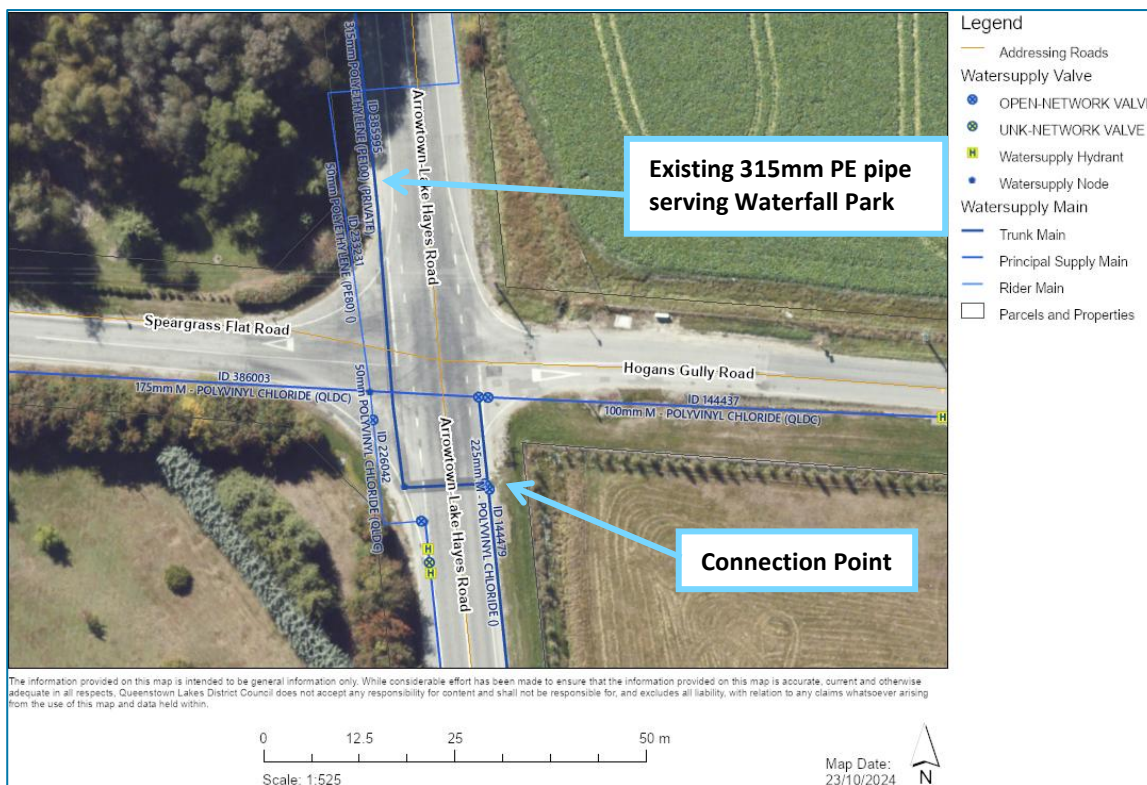 315mm POLYETHYLENE (PE100) (PRIVATE)
ID 385995
50mm POLYETHYLENE (PE80) ()
ID 233231
Arrowtown-Lake Hayes Road
Existing 315mm PE pipe
serving Waterfall Park
Speargrass Flat Road
Hogans Gully Road
ID 386003
175mm M - POLYVINYL CHLORIDE (QLDC)
ID 144437
100mm M - POLYVINYL CHLORIDE (QLDC)
H
50mm POLYVINYL CHLORIDE (QLDC)
ID 226042
Arrowtown-Lake Hayes Road
225mm M - POLYVINYL CHLORIDE ()
ID 144479
Connection Point
H
H
Legend
Addressing Roads
Watersupply Valve
OPEN-NETWORK VALV
UNK-NETWORK VALVE
H Watersupply Hydrant
Watersupply Node
Watersupply Main
Trunk Main
Principal Supply Main
Rider Main
Parcels and Properties
The information provided on this map is intended to be general information only. While considerable effort has been made to ensure that the information provided on this map is accurate, current and otherwise
adequate in all respects, Queenstown Lakes District Council does not accept any responsibility for content and shall not be responsible for, and excludes all liability, with relation to any claims whatsoever arising
from the use of this map and data held within.
0 12.5 25 50 m
Scale: 1:525
Map Date:
23/10/2024
N